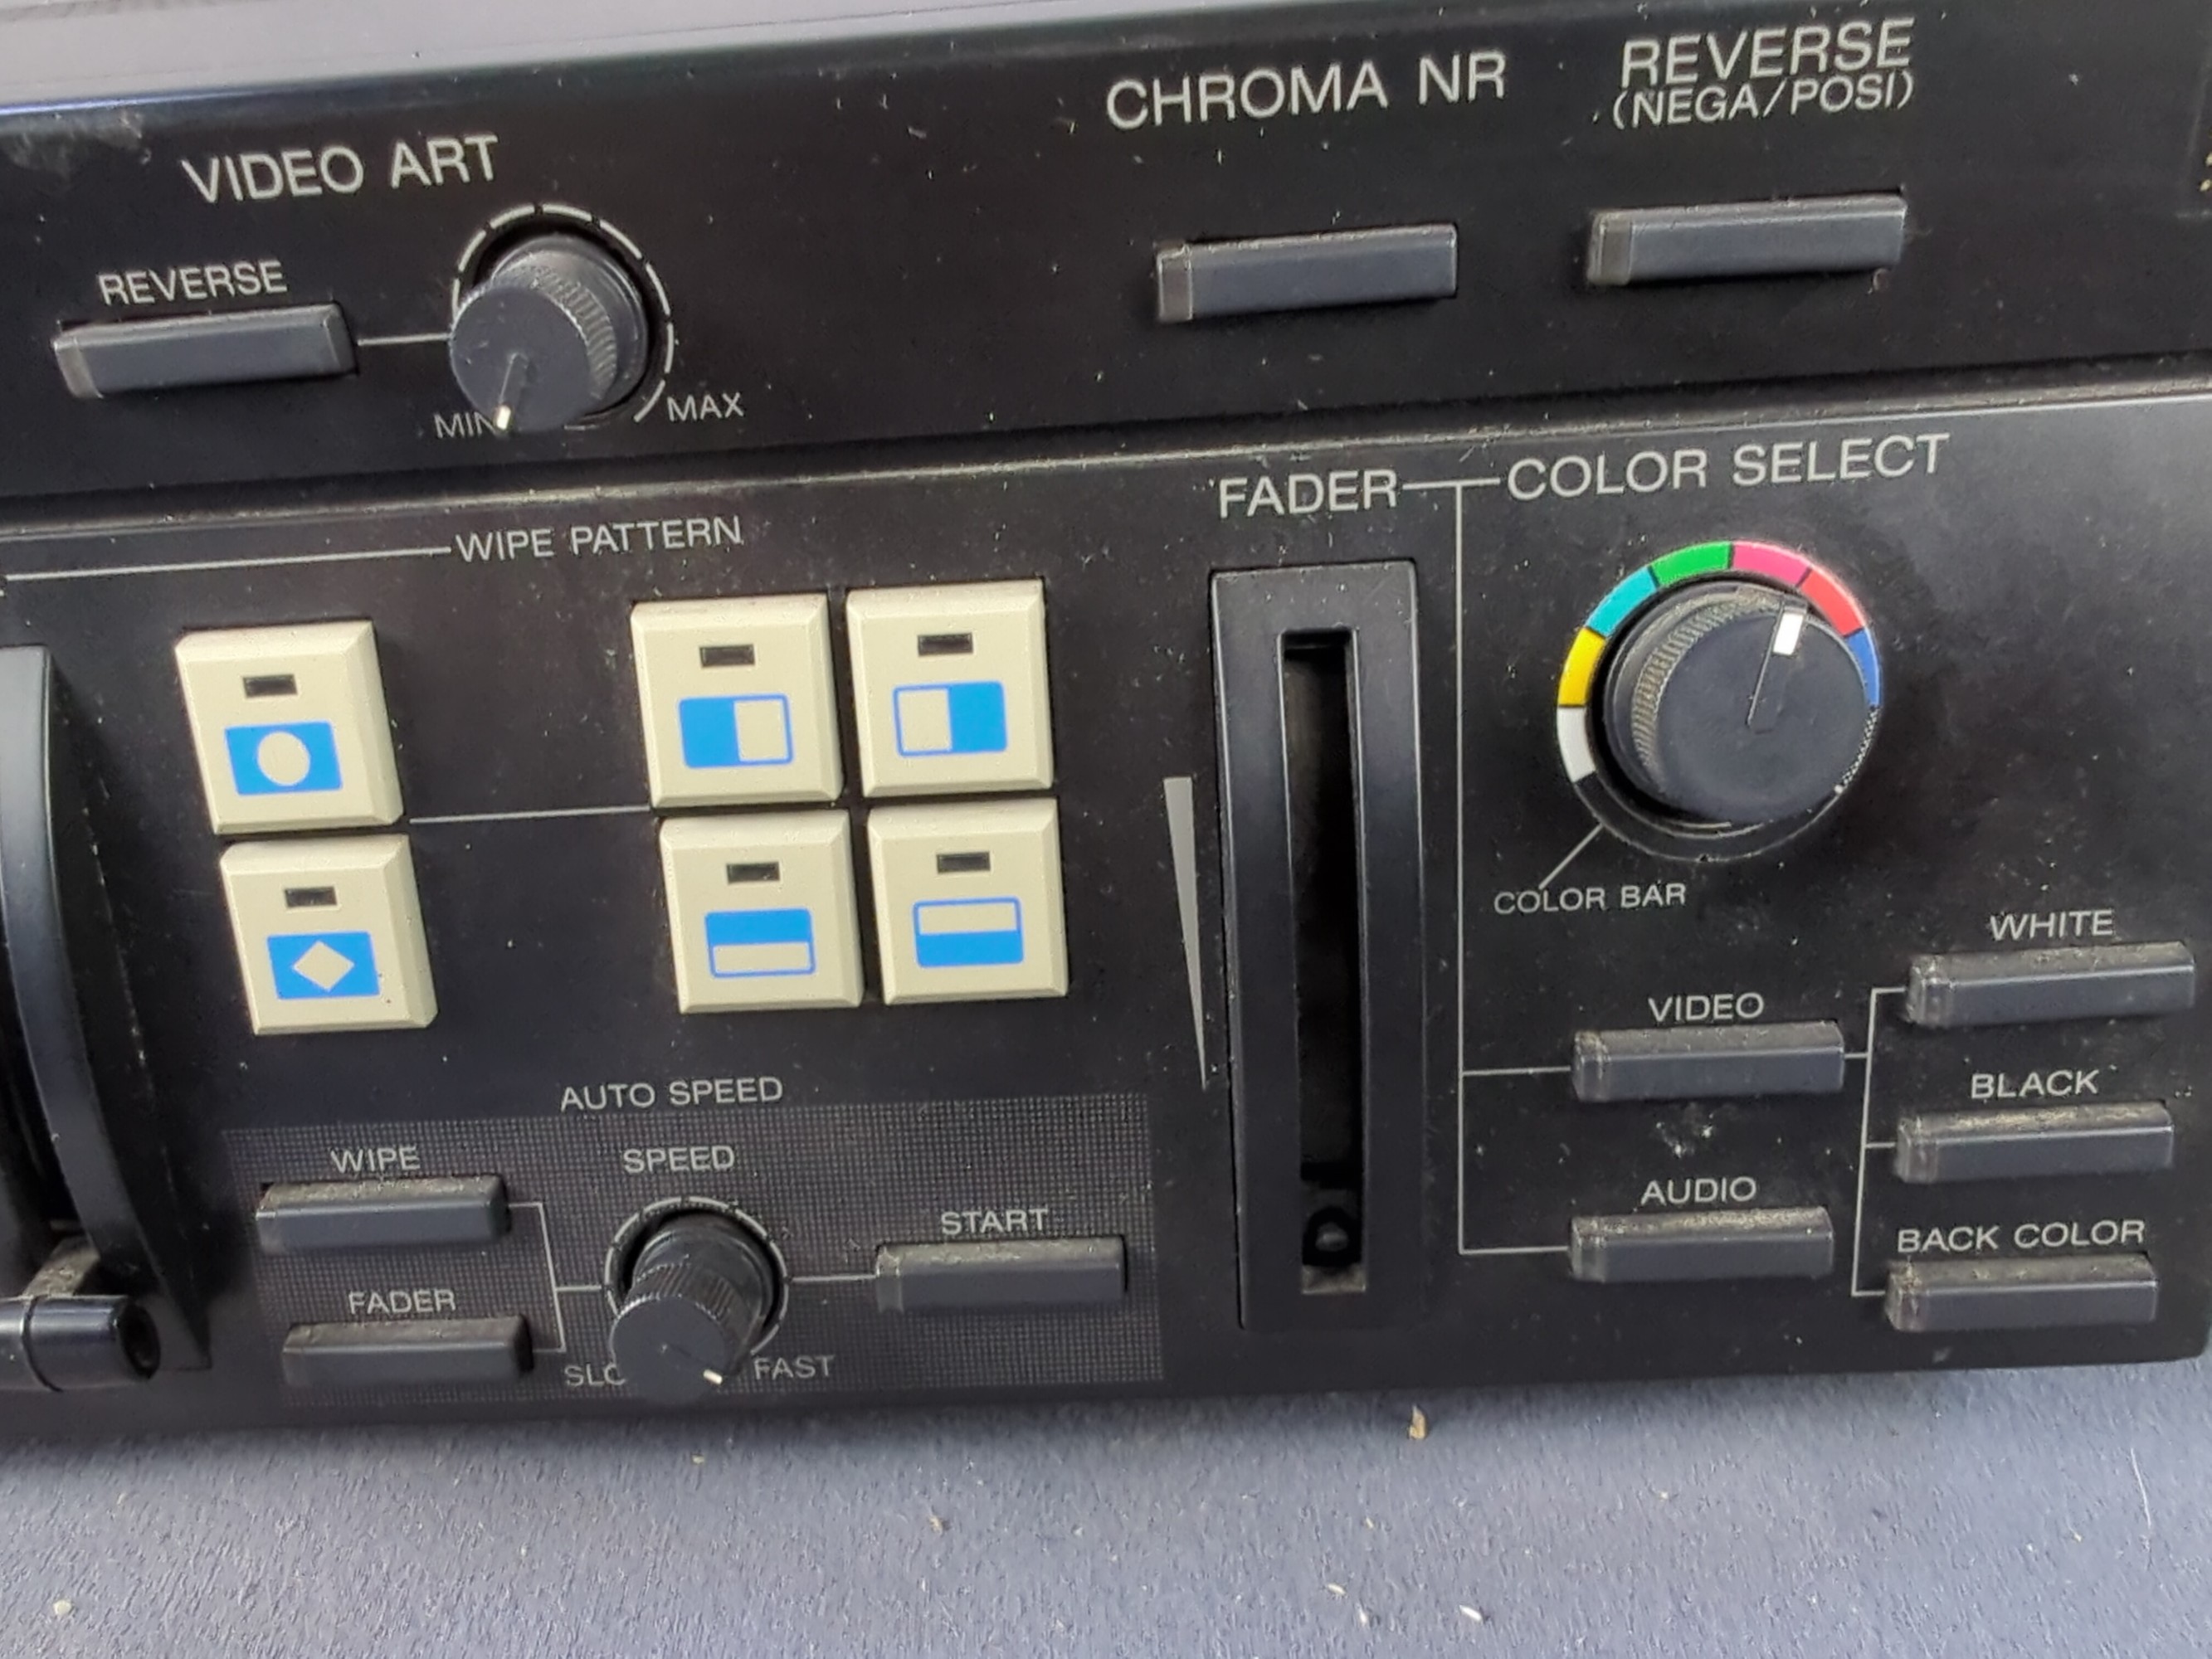 CHROMA NR
REVERSE
(NEGA/POSI)
VIDEO ART
REVERSE
MIN
MAX
FADER
COLOR SELECT
WIPE PATTERN
COLOR BAR
WHITE
VIDEO
BLACK
AUTO SPEED
WIPE
SPEED
AUDIO
START
BACK COLOR
FADER
FAST